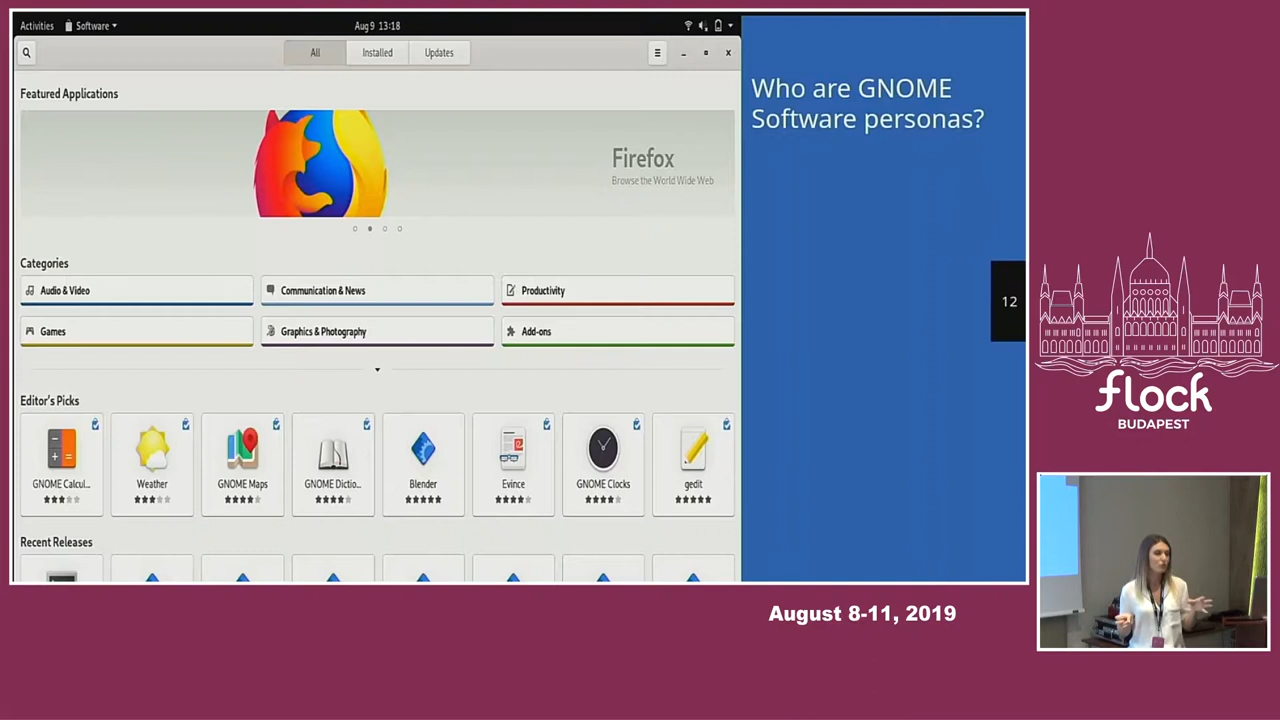 Activities Software Aug 9 13:18
All Installed Updates
Featured Applications
Firefox
Browse the World Wide Web
Categories
Audio & Video Communication & News Productivity
Games Graphics & Photography Add-ons
Editor's Picks
GNOME Calcul... Weather GNOME Maps GNOME Dictio... Blender Evince GNOME Clocks gedit
Recent Releases
Who are GNOME
Software personas?
12
flock
BUDAPEST
August 8-11, 2019